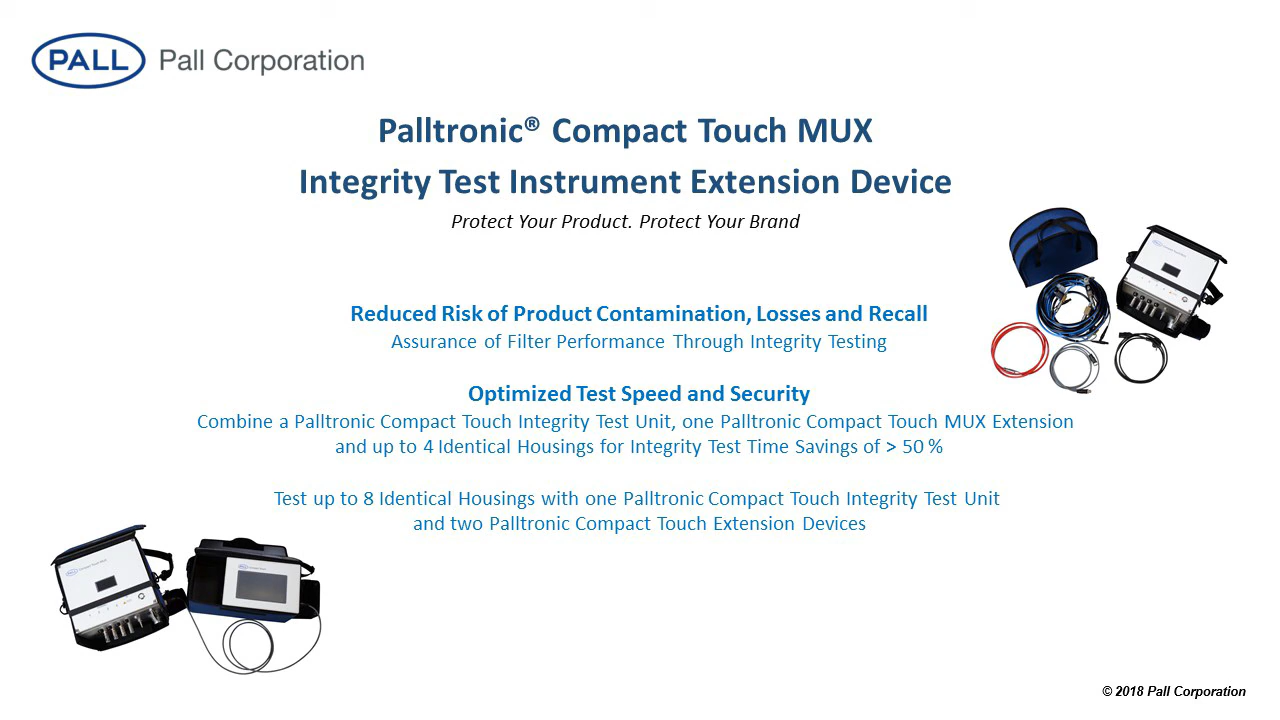 PALL Pall Corporation
Palltronic® Compact Touch MUX
Integrity Test Instrument Extension Device
Protect Your Product. Protect Your Brand
Reduced Risk of Product Contamination, Losses and Recall
Assurance of Filter Performance Through Integrity Testing
Optimized Test Speed and Security
Combine a Palltronic Compact Touch Integrity Test Unit, one Palltronic Compact Touch MUX Extension
and up to 4 Identical Housings for Integrity Test Time Savings of > 50 %
Test up to 8 Identical Housings with one Palltronic Compact Touch Integrity Test Unit
and two Palltronic Compact Touch Extension Devices
PALL
PALL
PALL
© 2018 Pall Corporation